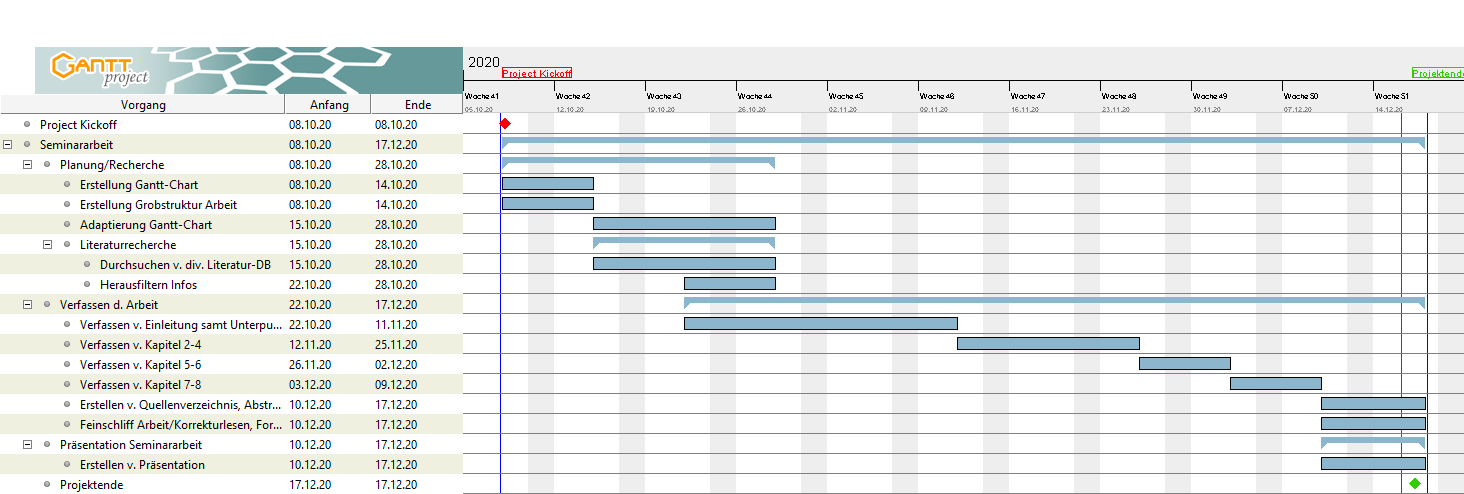 GANTT
project
2020
Project Kickoff
Projektende
Vorgang Anfang Ende
Woche 41 Woche 42 Woche 43 Woche 44 Woche 45 Woche 46 Woche 47 Woche 48 Woche 49 Woche 50 Woche 51
05.10.20 12.10.20 19.10.20 26.10.20 02.11.20 09.11.20 16.11.20 23.11.20 30.11.20 07.12.20 14.12.20
Project Kickoff 08.10.20 08.10.20
Seminararbeit 08.10.20 17.12.20
Planung/Recherche 08.10.20 28.10.20
Erstellung Gantt-Chart 08.10.20 14.10.20
Erstellung Grobstruktur Arbeit 08.10.20 14.10.20
Adaptierung Gantt-Chart 15.10.20 28.10.20
Literaturrecherche 15.10.20 28.10.20
Durchsuchen v. div. Literatur-DB 15.10.20 28.10.20
Herausfiltern Infos 22.10.20 28.10.20
Verfassen d. Arbeit 22.10.20 17.12.20
Verfassen v. Einleitung samt Unterpu... 22.10.20 11.11.20
Verfassen v. Kapitel 2-4 12.11.20 25.11.20
Verfassen v. Kapitel 5-6 26.11.20 02.12.20
Verfassen v. Kapitel 7-8 03.12.20 09.12.20
Erstellen v. Quellenverzeichnis, Abstr... 10.12.20 17.12.20
Feinschliff Arbeit/Korrekturlesen, For... 10.12.20 17.12.20
Präsentation Seminararbeit 10.12.20 17.12.20
Erstellen v. Präsentation 10.12.20 17.12.20
Projektende 17.12.20 17.12.20